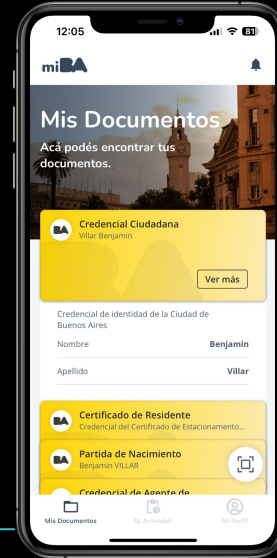 12:05
81
miBA
Mis Documentos
Acá podés encontrar tus
documentos.
BA
Credencial Ciudadana
Villar Benjamin
Ver más
Credencial de identidad de la Ciudad de
Buenos Aires
Nombre Benjamin
Apellido Villar
BA
Certificado de Residente
Credencial del Certificado de Estacionamento...
BA
Partida de Nacimiento
Benjamin VILLAR
BA
Credencial de Agente de
Mis Documentos Mi Actividad Mi Perfil